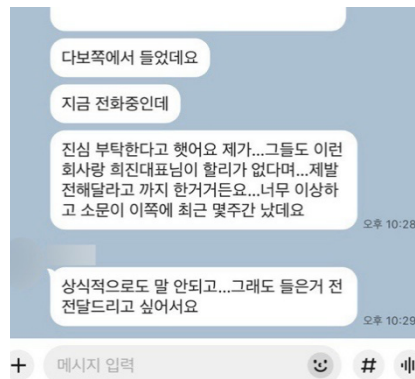 다보쪽에서 들었데요
지금 전화중인데
진심 부탁한다고 햇어요 제가...그들도 이런
회사랑 희진대표님이 할리가 없다며...제발
전해달라고 까지 한거거든요...너무 이상하
고 소문이 이쪽에 최근 몇주간 났데요
오후 10:28
상식적으로도 말 안되고...그래도 들은거 전
전달드리고 싶어서요
오후 10:29
+ 메시지 입력 #